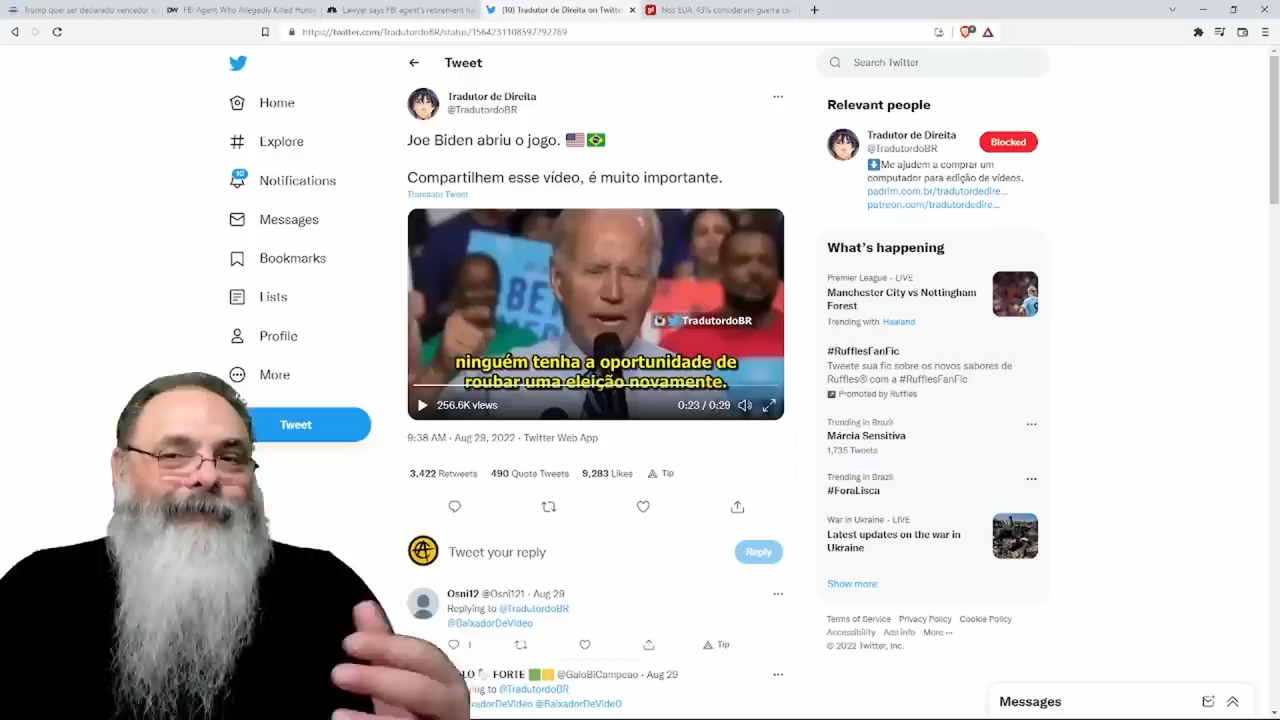 Trump quer ser declarado vencedor
FBI Agent Who Allegedly Killed Hunt
Lawyer says FBI agent's retirement ha
(10) Tradutor de Direita on Twitte
Nos EUA, 43% consideram guerra civ
https://twitter.com/TradutordoBR/status/1564231108597792769
Home
Explore
10
Notifications
Messages
Bookmarks
Lists
Profile
More
Tweet
Tweet
Tradutor de Direita
@TradutordoBR
Joe Biden abriu o jogo.
Compartilhem esse vídeo, é muito importante.
Translate Tweet
BE
TradutordoBR
ninguém tenha a oportunidade de
roubar uma eleição novamente.
256.6K views
0:23 / 0:29
9:38 AM · Aug 29, 2022 · Twitter Web App
3,422 Retweets 490 Quote Tweets 9,283 Likes Tip
Tweet your reply
Reply
Osni12 @Osni121 · Aug 29
Replying to @TradutordoBR
@BaixadorDeVideo
1
Tip
FORTE @GaloBICampeao · Aug 29
to @TradutordoBR
@BaixadorDeVideO
Search Twitter
Relevant people
Tradutor de Direita
@TradutordoBR
Blocked
Me ajudem a comprar um
computador para edição de vídeos.
padrim.com.br/tradutordedire...
patreon.com/tradutordedire...
What's happening
Premier League · LIVE
Manchester City vs Nottingham
Forest
Trending with Haaland
#RufflesFanFic
Tweete sua fic sobre os novos sabores de
Ruffles® com a #RufflesFanFic
Promoted by Ruffles
Trending in Brazil
Márcia Sensitiva
1,735 Tweets
Trending in Brazil
#ForaLisca
War in Ukraine · LIVE
Latest updates on the war in
Ukraine
Show more
Terms of Service Privacy Policy Cookie Policy
Accessibility Ads info More ···
© 2022 Twitter, Inc.
Messages